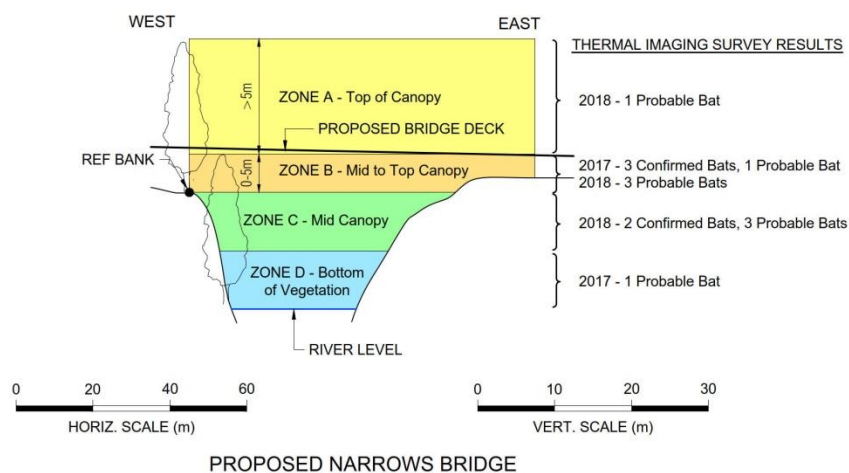 WEST
EAST
THERMAL IMAGING SURVEY RESULTS
> 5m
ZONE A - Top of Canopy
2018 - 1 Probable Bat
PROPOSED BRIDGE DECK
REF BANK
0-5m
ZONE B - Mid to Top Canopy
2017 - 3 Confirmed Bats, 1 Probable Bat
2018 - 3 Probable Bats
ZONE C - Mid Canopy
2018 - 2 Confirmed Bats, 3 Probable Bats
ZONE D - Bottom
of Vegetation
2017 - 1 Probable Bat
RIVER LEVEL
0 20 40 60
HORIZ. SCALE (m)
0 10 20 30
VERT. SCALE (m)
PROPOSED NARROWS BRIDGE